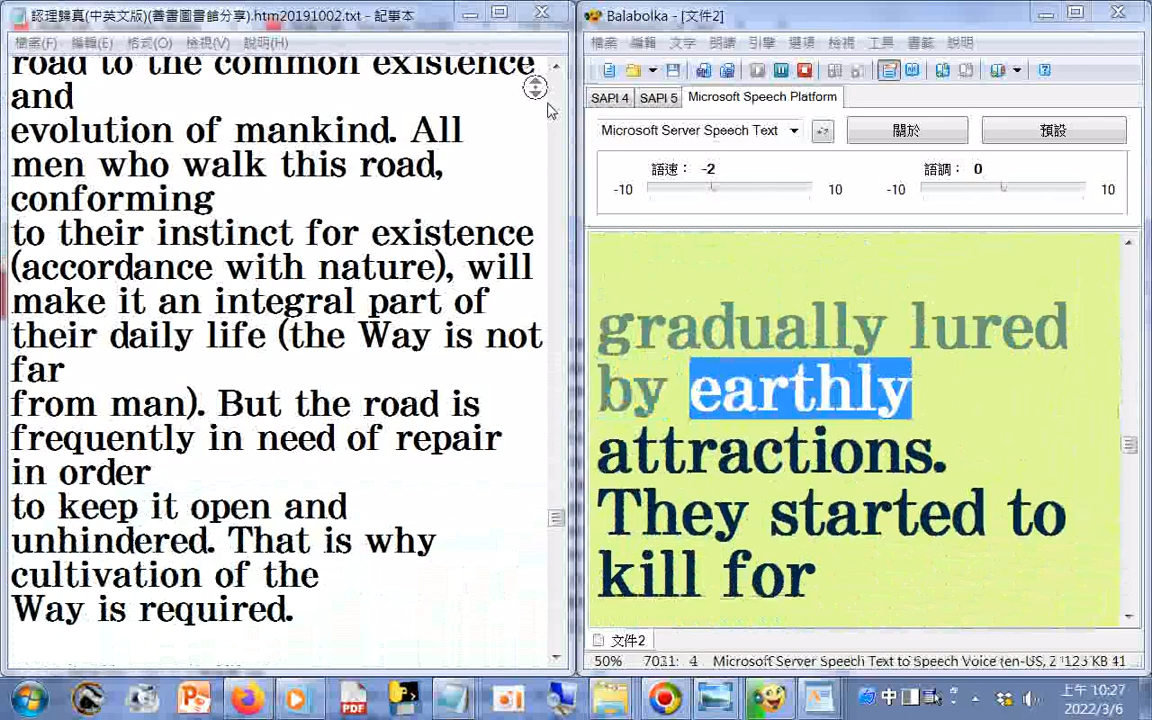 認理歸真(中英文版)(善書圖書館分享).htm20191002.txt - 記事本
檔案(F) 編輯(E) 格式(O) 檢視(V) 說明(H)
road to the common existence
and
evolution of mankind. All
men who walk this road,
conforming
to their instinct for existence
(accordance with nature), will
make it an integral part of
their daily life (the Way is not
far
from man). But the road is
frequently in need of repair
in order
to keep it open and
unhindered. That is why
cultivation of the
Way is required.
Balabolka - [文件2]
檔案 編輯 文字 朗讀 引擎 選項 檢視 工具 書籤 說明
SAPI 4 SAPI 5 Microsoft Speech Platform
Microsoft Server Speech Text 關於 預設
語速： -2 語調： 0
-10 10 -10 10
gradually lured
by earthly
attractions.
They started to
kill for
文件2
50% 7031: 4 Microsoft Server Speech Text to Speech Voice (en-US, Z
PDF 中 上午 10:27
2022/3/6